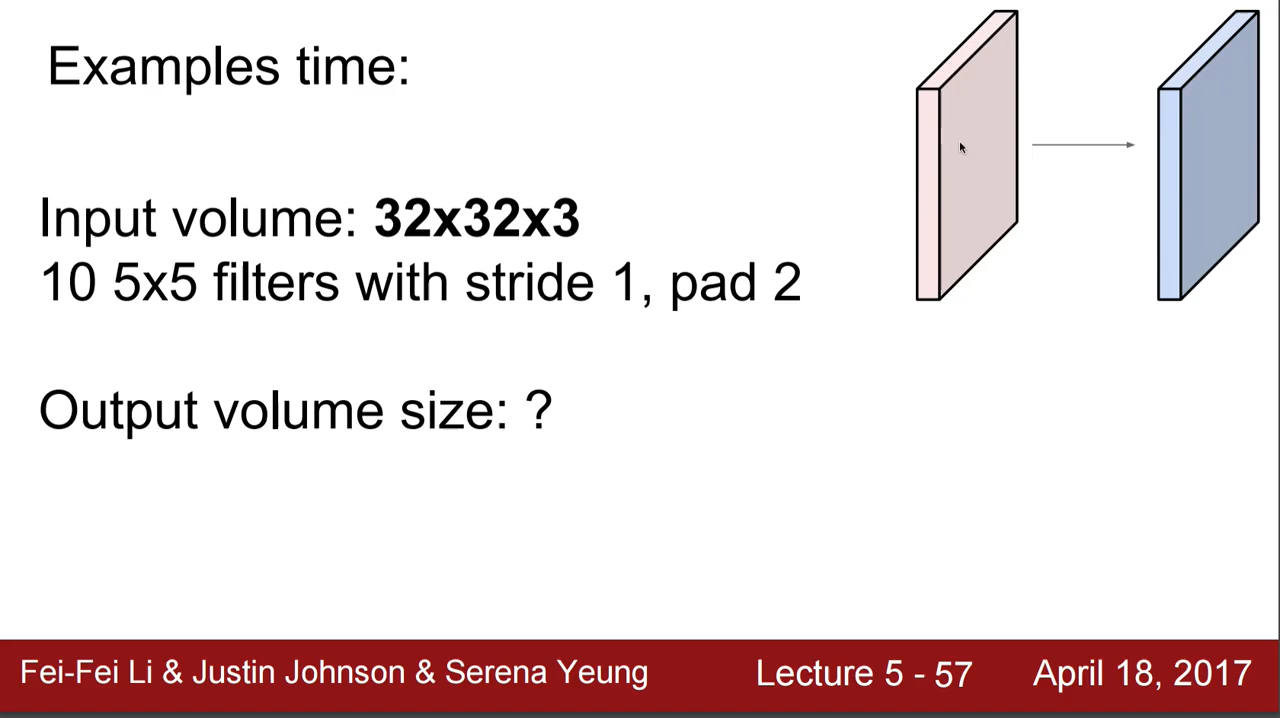 Examples time:
Input volume: 32x32x3
10 5x5 filters with stride 1, pad 2
Output volume size: ?
Fei-Fei Li & Justin Johnson & Serena Yeung Lecture 5 - 57 April 18, 2017